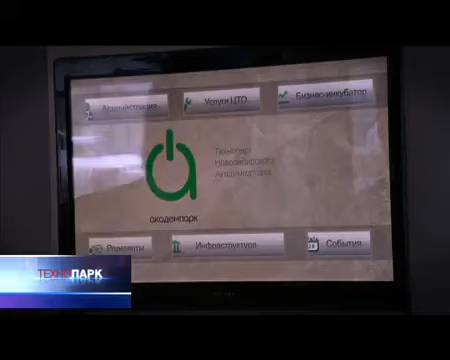 Администрация
Услуги ЦТО
Бизнес-инкубатор
Технопарк
Новосибирского
Академгородка
академпарк
Резиденты
Инфраструктура
События
ТЕХНОПАРК